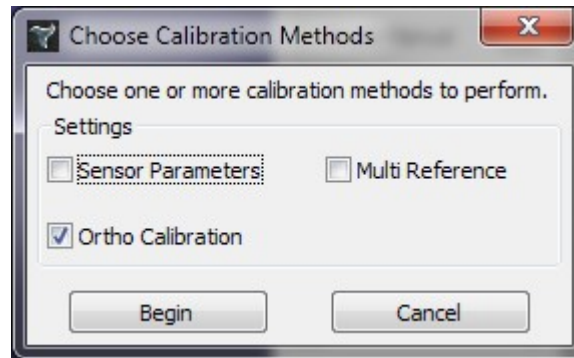 Choose Calibration Methods
Choose one or more calibration methods to perform.
Settings
Sensor Parameters Multi Reference
Ortho Calibration
Begin Cancel